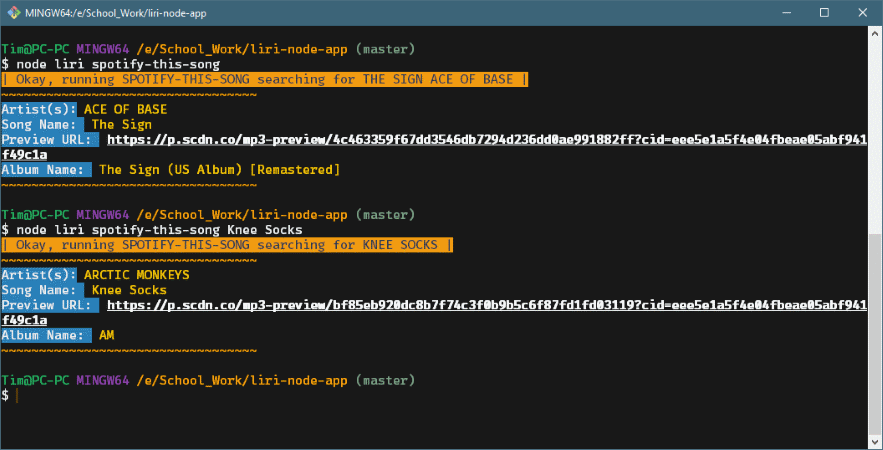 MINGW64:/e/School_Work/liri-node-app
Tim@PC-PC MINGW64 /e/School_Work/liri-node-app (master)
$ node liri spotify-this-song
| Okay, running SPOTIFY-THIS-SONG searching for THE SIGN ACE OF BASE |
~~~~~~~~~~~~~~~~~~~~~~~~~~~~~~~~~~
Artist(s): ACE OF BASE
Song Name: The Sign
Preview URL: https://p.scdn.co/mp3-preview/4c463359f67dd3546db7294d236dd0ae991882ff?cid=eee5e1a5f4e04fbeae05abf941
f49c1a
Album Name: The Sign (US Album) [Remastered]
~~~~~~~~~~~~~~~~~~~~~~~~~~~~~~~~~~
Tim@PC-PC MINGW64 /e/School_Work/liri-node-app (master)
$ node liri spotify-this-song Knee Socks
| Okay, running SPOTIFY-THIS-SONG searching for KNEE SOCKS |
~~~~~~~~~~~~~~~~~~~~~~~~~~~~~~~~~~
Artist(s): ARCTIC MONKEYS
Song Name: Knee Socks
Preview URL: https://p.scdn.co/mp3-preview/bf85eb920dc8b7f74c3f0b9b5c6f87fd1fd03119?cid=eee5e1a5f4e04fbeae05abf941
f49c1a
Album Name: AM
~~~~~~~~~~~~~~~~~~~~~~~~~~~~~~~~~~
Tim@PC-PC MINGW64 /e/School_Work/liri-node-app (master)
$